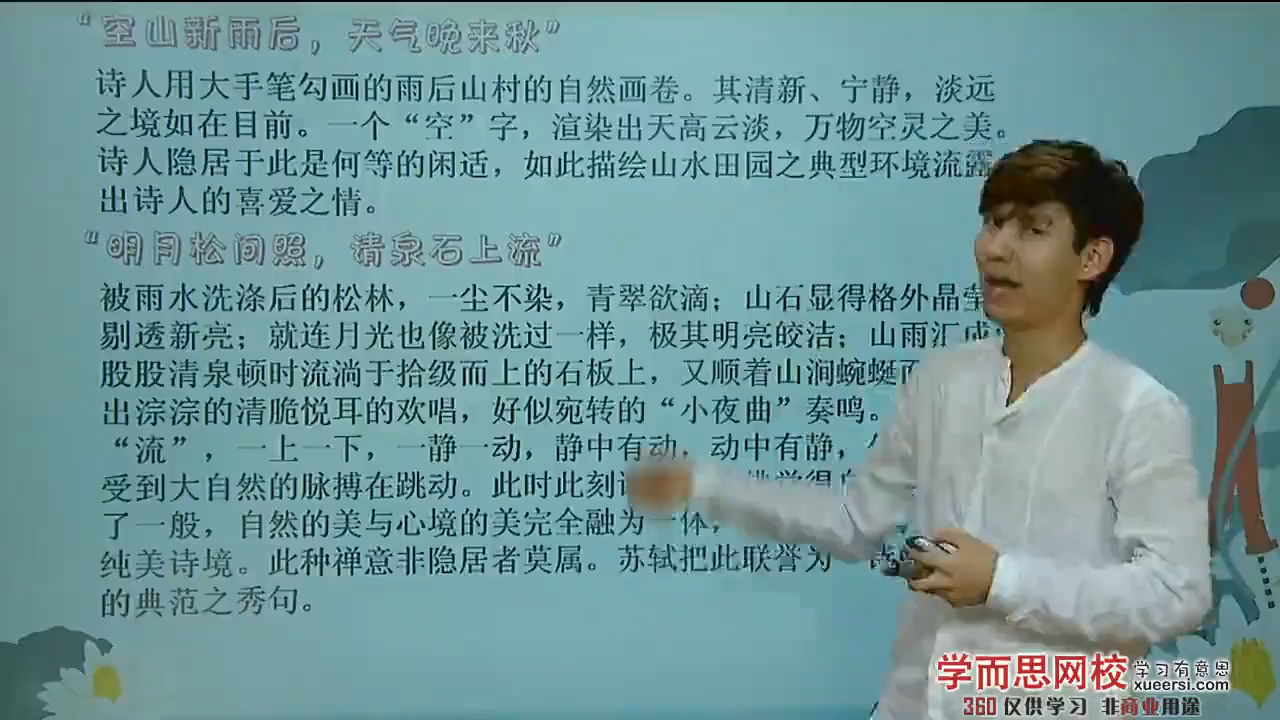 “空山新雨后，天气晚来秋”
诗人用大手笔勾画的雨后山村的自然画卷。其清新、宁静，淡远
之境如在目前。一个“空”字，渲染出天高云淡，万物空灵之美。
诗人隐居于此是何等的闲适，如此描绘山水田园之典型环境流露
出诗人的喜爱之情。
“明月松间照，清泉石上流”
被雨水洗涤后的松林，一尘不染，青翠欲滴；山石显得格外晶莹
剔透新亮；就连月光也像被洗过一样，极其明亮皎洁；山雨汇成
股股清泉顿时流淌于拾级而上的石板上，又顺着山涧蜿蜒而
出淙淙的清脆悦耳的欢唱，好似宛转的“小夜曲”奏鸣。
“流”，一上一下，一静一动，静中有动，动中有静，
受到大自然的脉搏在跳动。此时此刻 觉得
了一般，自然的美与心境的美完全融为一体，
纯美诗境。此种禅意非隐居者莫属。苏轼把此联誉为“
的典范之秀句。
学而思网校 学习有意思
xueersi.com
360 仅供学习 非商业用途